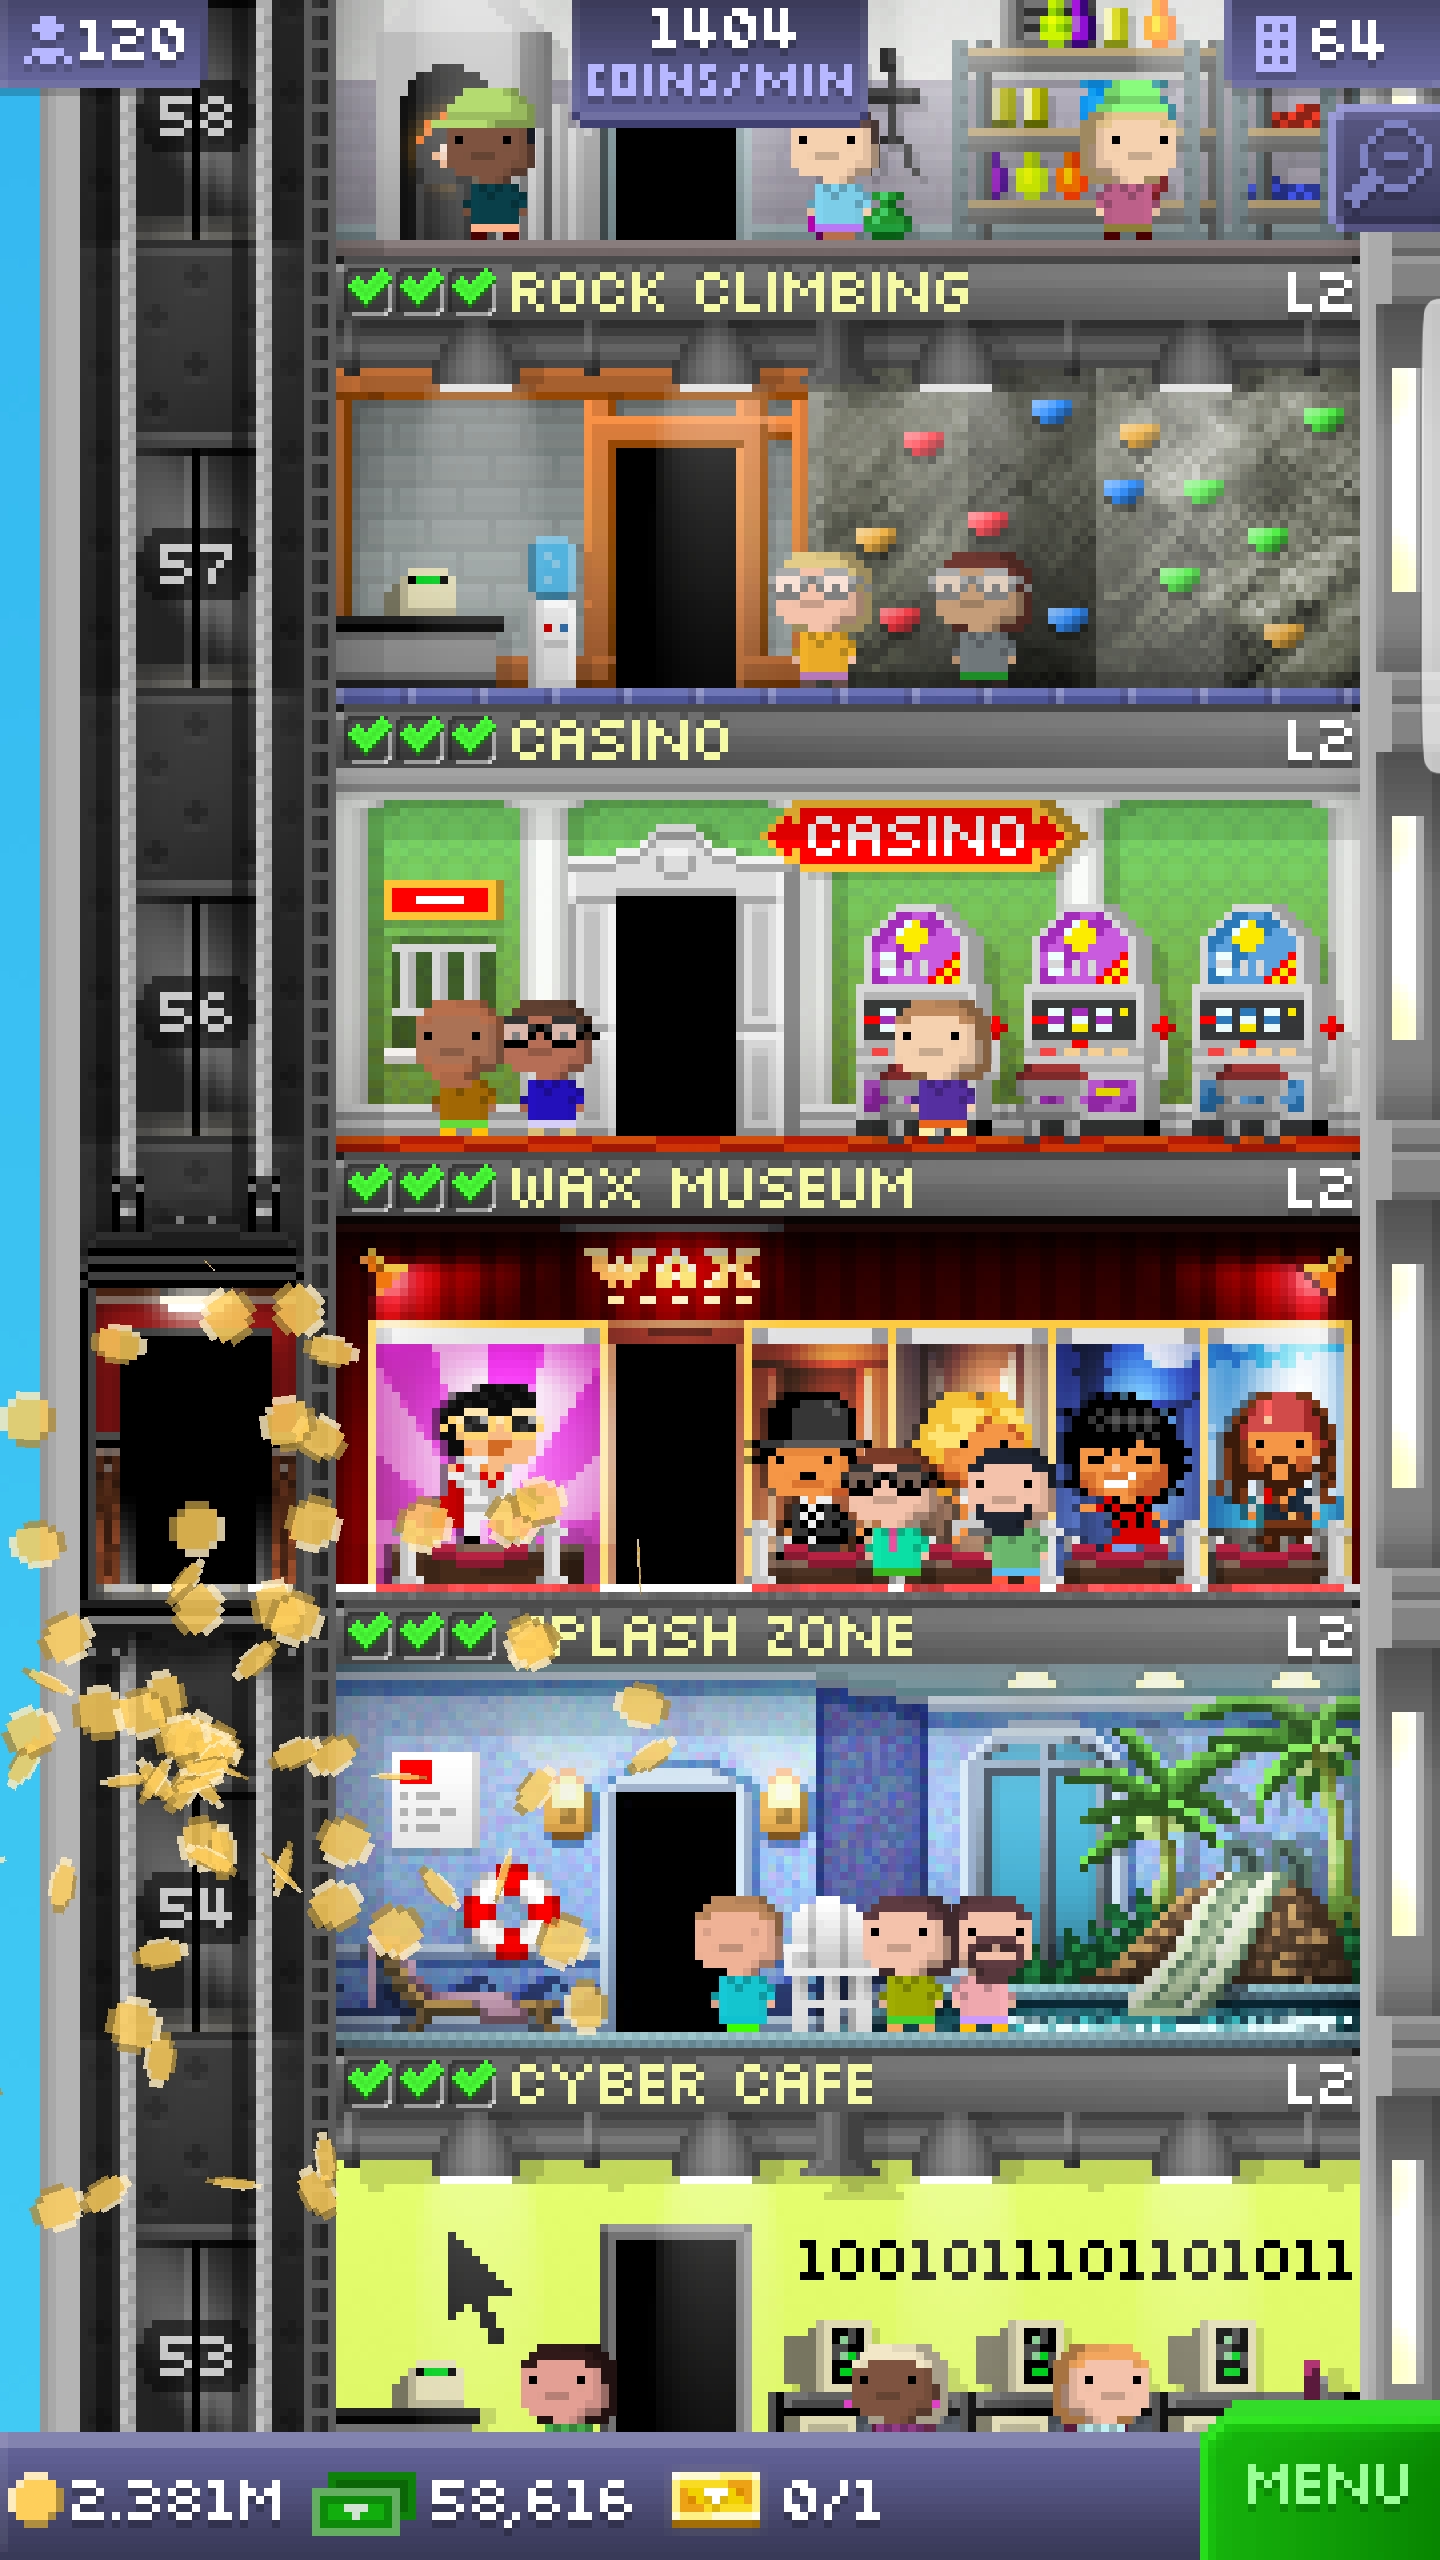 120
1404
COINS/MIN
64
58
ROCK CLIMBING L2
57
CASINO L2
CASINO
56
WAX MUSEUM L2
WAX
PLASH ZONE L2
54
CYBER CAFE L2
1001011101101011
53
2.381M 58,616 0/1
MENU